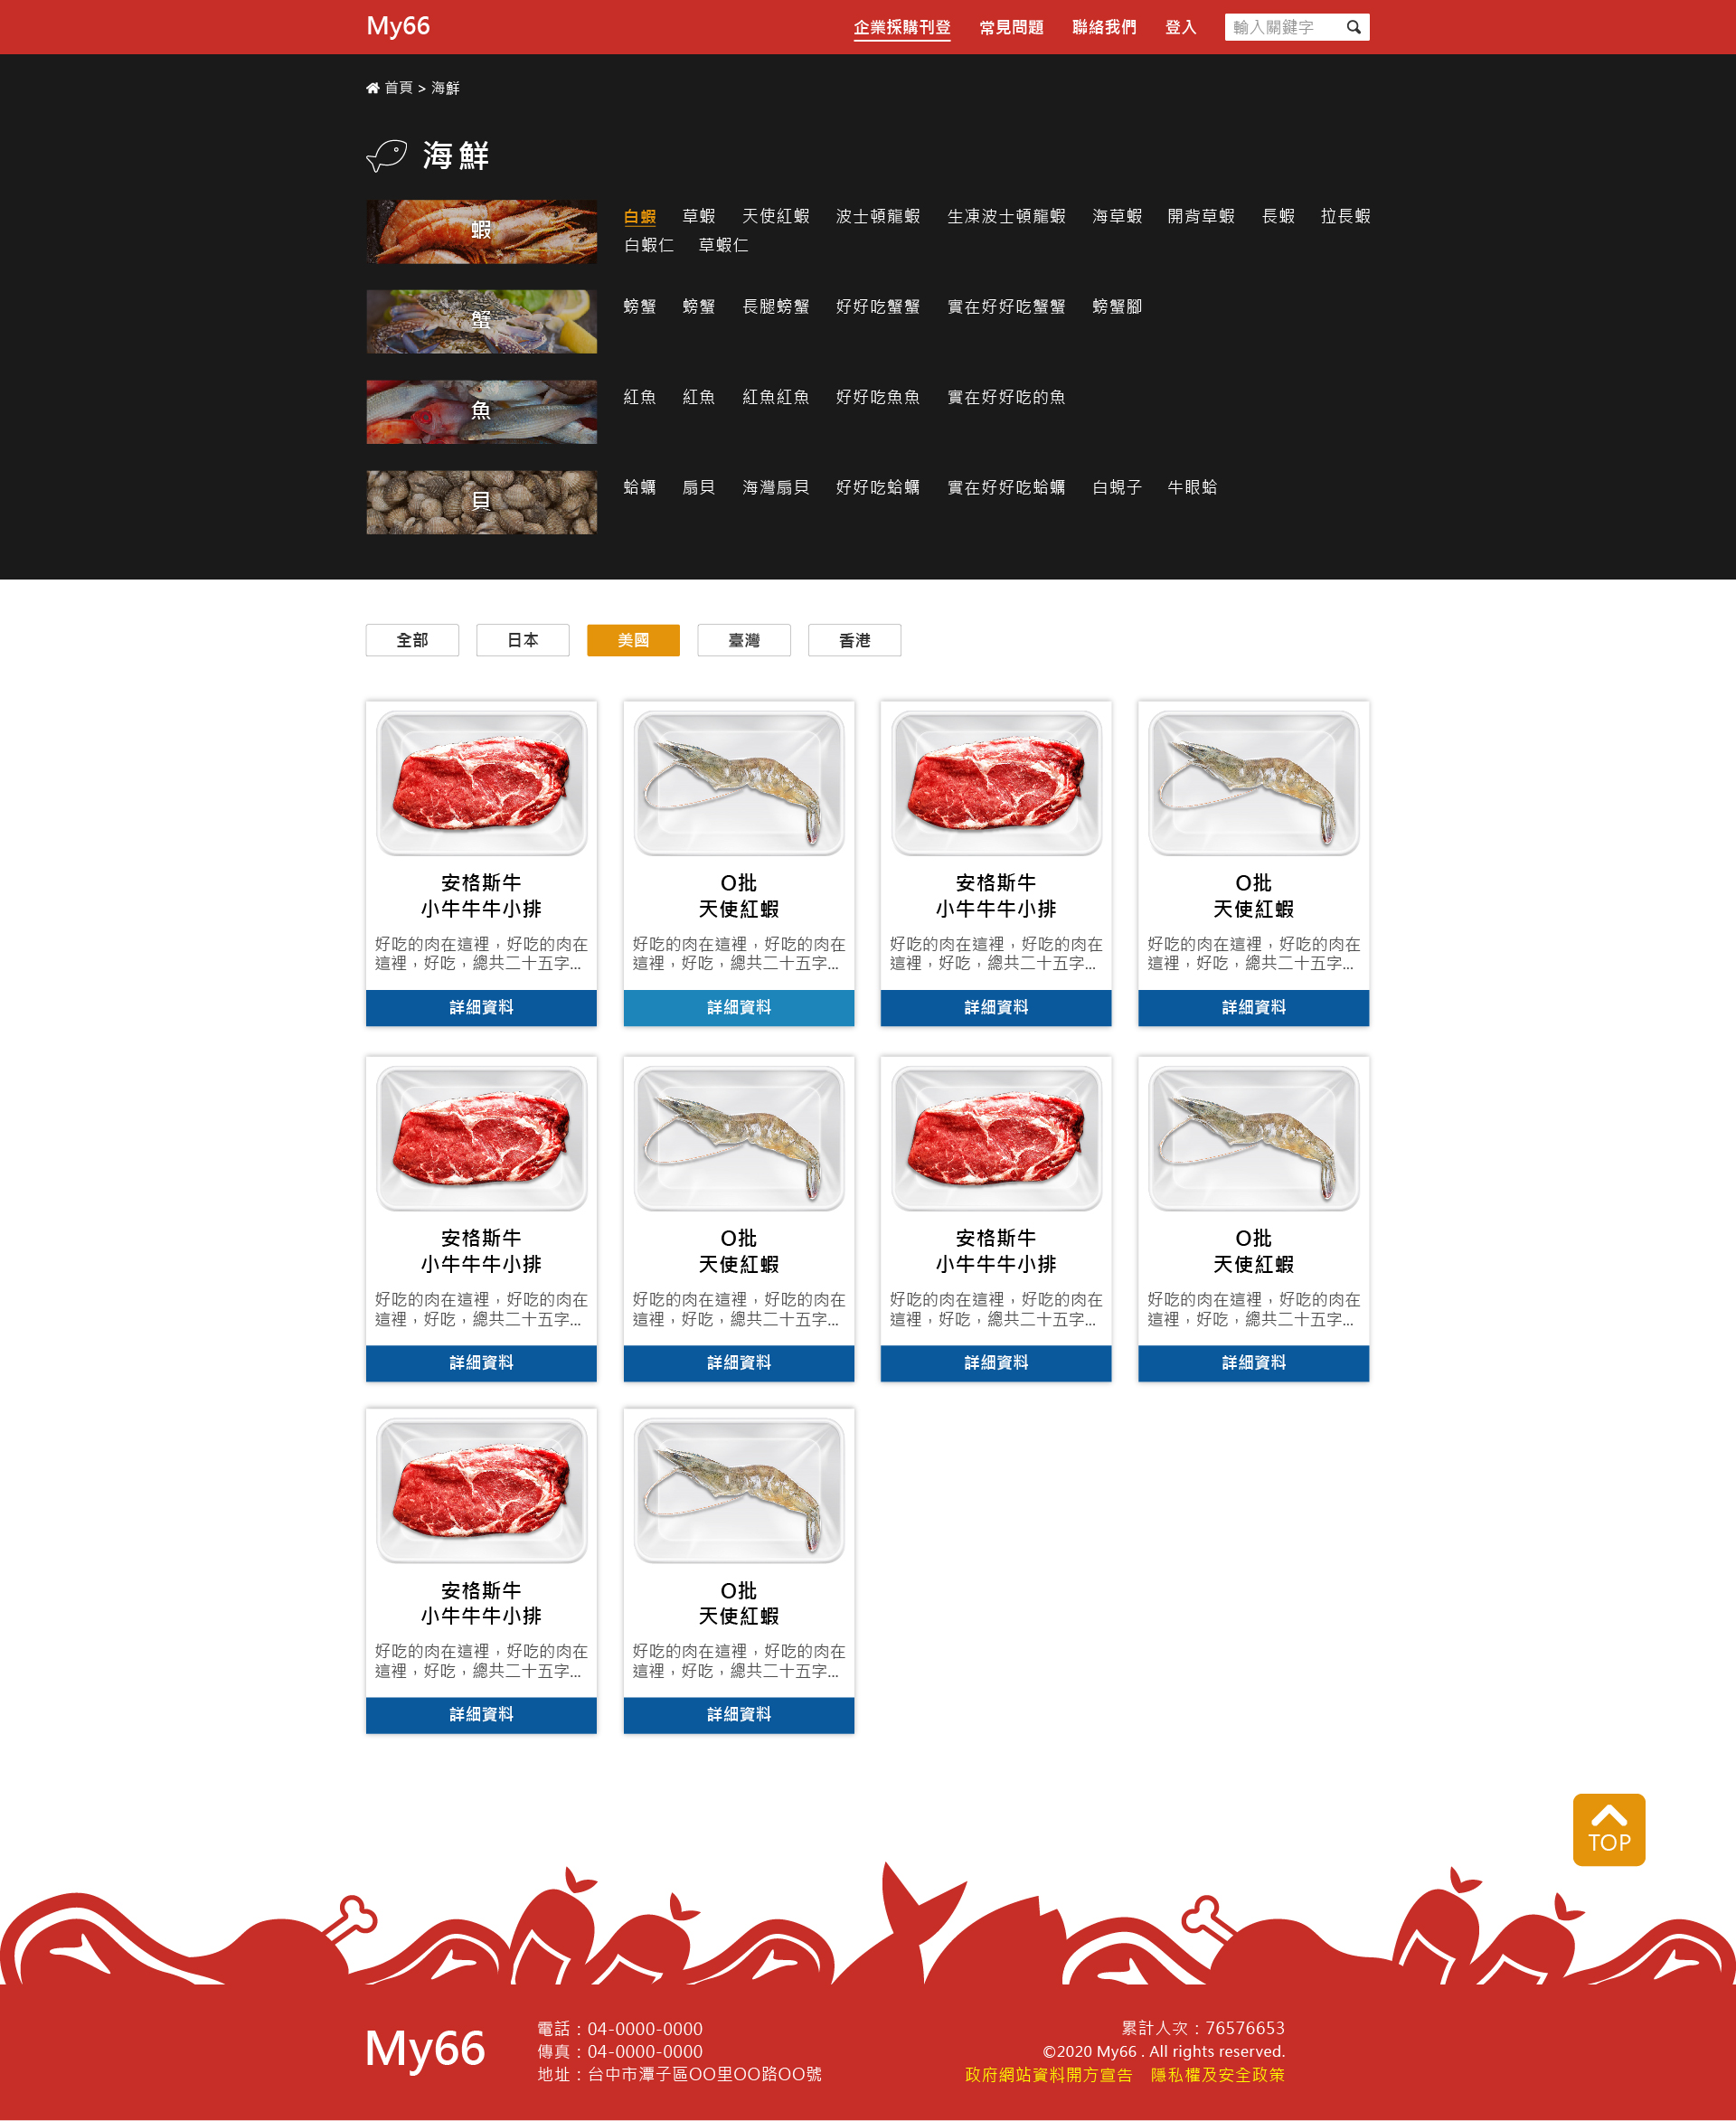 My66
企業採購刊登 常見問題 聯絡我們 登入 輸入關鍵字
首頁 > 海鮮
海鮮
蝦
白蝦 草蝦 天使紅蝦 波士頓龍蝦 生凍波士頓龍蝦 海草蝦 開背草蝦 長蝦 拉長蝦
白蝦仁 草蝦仁
蟹
螃蟹 螃蟹 長腿螃蟹 好好吃蟹蟹 實在好好吃蟹蟹 螃蟹腳
魚
紅魚 紅魚 紅魚紅魚 好好吃魚魚 實在好好吃的魚
貝
蛤蠣 扇貝 海灣扇貝 好好吃蛤蠣 實在好好吃蛤蠣 白蜆子 牛眼蛤
全部 日本 美國 臺灣 香港
安格斯牛
小牛牛牛小排
好吃的肉在這裡，好吃的肉在
這裡，好吃，總共二十五字...
詳細資料
O批
天使紅蝦
好吃的肉在這裡，好吃的肉在
這裡，好吃，總共二十五字...
詳細資料
安格斯牛
小牛牛牛小排
好吃的肉在這裡，好吃的肉在
這裡，好吃，總共二十五字...
詳細資料
O批
天使紅蝦
好吃的肉在這裡，好吃的肉在
這裡，好吃，總共二十五字...
詳細資料
安格斯牛
小牛牛牛小排
好吃的肉在這裡，好吃的肉在
這裡，好吃，總共二十五字...
詳細資料
O批
天使紅蝦
好吃的肉在這裡，好吃的肉在
這裡，好吃，總共二十五字...
詳細資料
安格斯牛
小牛牛牛小排
好吃的肉在這裡，好吃的肉在
這裡，好吃，總共二十五字...
詳細資料
O批
天使紅蝦
好吃的肉在這裡，好吃的肉在
這裡，好吃，總共二十五字...
詳細資料
安格斯牛
小牛牛牛小排
好吃的肉在這裡，好吃的肉在
這裡，好吃，總共二十五字...
詳細資料
O批
天使紅蝦
好吃的肉在這裡，好吃的肉在
這裡，好吃，總共二十五字...
詳細資料
TOP
My66
電話：04-0000-0000
傳真：04-0000-0000
地址：台中市潭子區OO里OO路OO號
累計人次：76576653
©2020 My66 . All rights reserved.
政府網站資料開方宣告 隱私權及安全政策